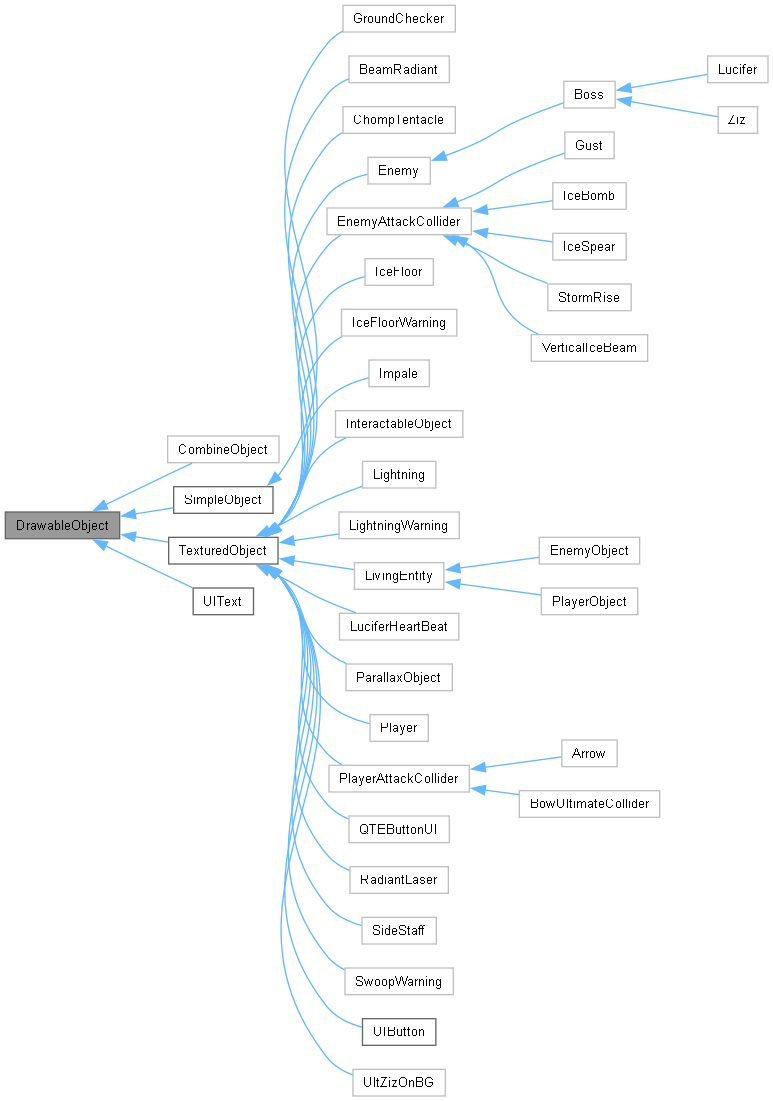 GroundChecker
BeamRadiant
Lucifer
Boss
ChompTentacle
Ziz
Gust
Enemy
IceBomb
EnemyAttackCollider
IceSpear
IceFloor
StormRise
IceFloorWarning
VerticalIceBeam
Impale
InteractableObject
CombineObject
Lightning
SimpleObject
DrawableObject
LightningWarning
TexturedObject
EnemyObject
LivingEntity
UIText
PlayerObject
LuciferHeartBeat
ParallaxObject
Player
Arrow
PlayerAttackCollider
BowUltimateCollider
QTEButtonUI
RadiantLaser
SideStaff
SwoopWarning
UIButton
UltZizOnBG